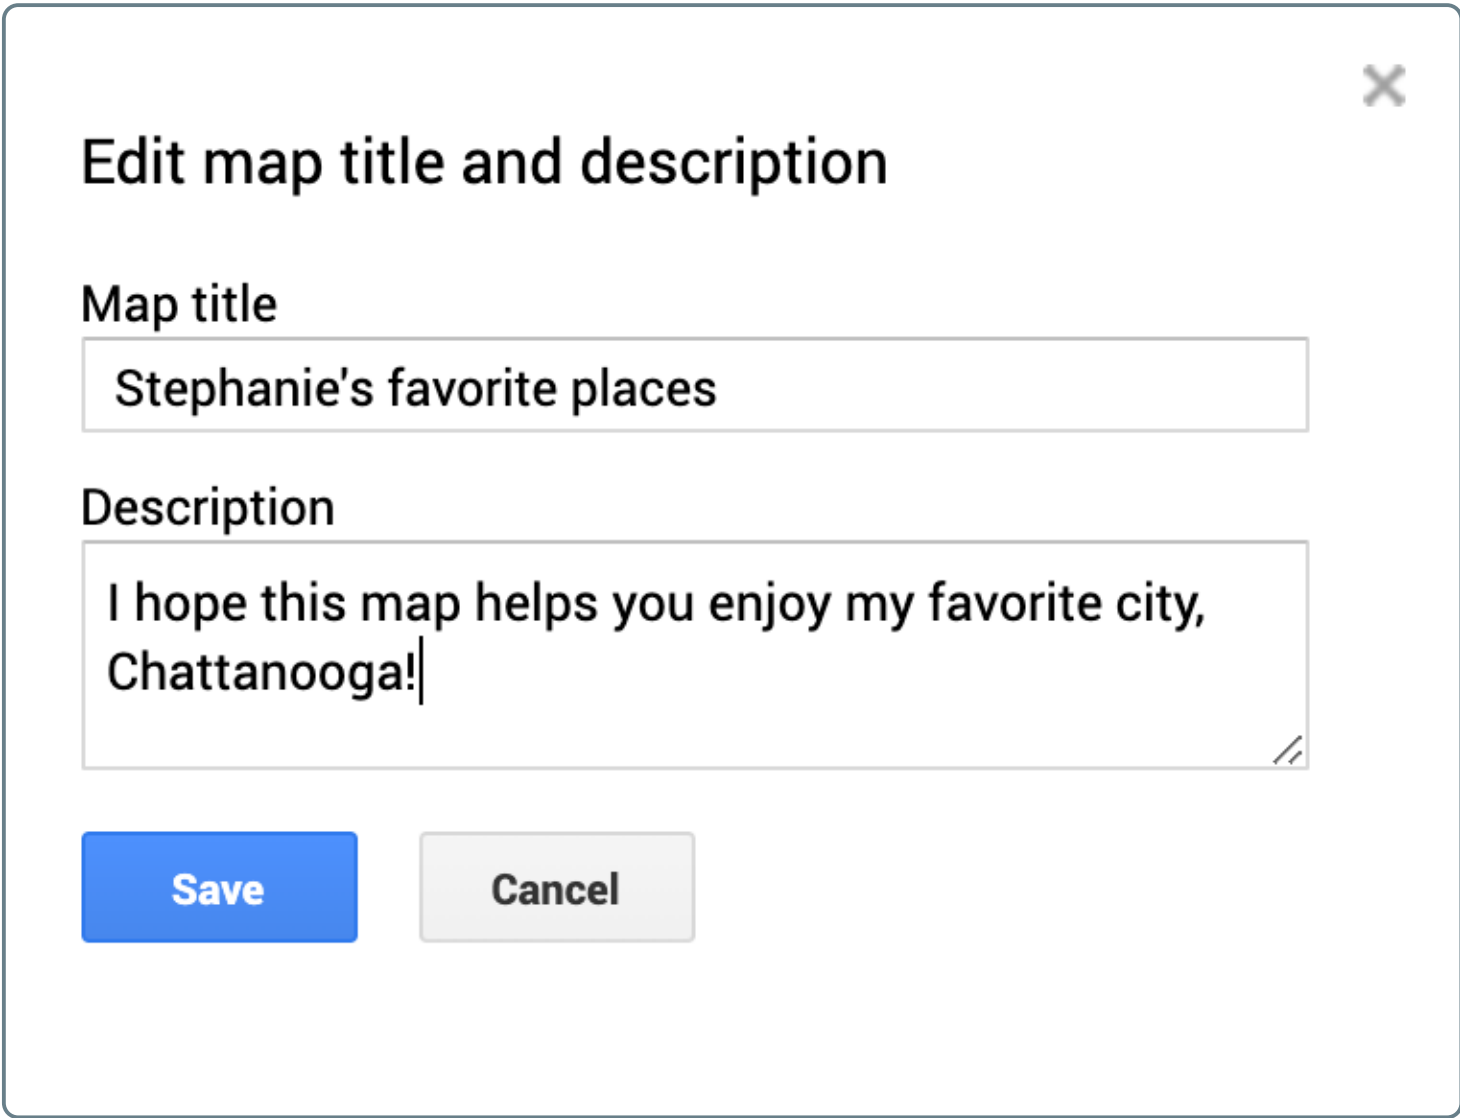 Edit map title and description
Map title
Stephanie's favorite places
Description
I hope this map helps you enjoy my favorite city,
Chattanooga!
Save Cancel